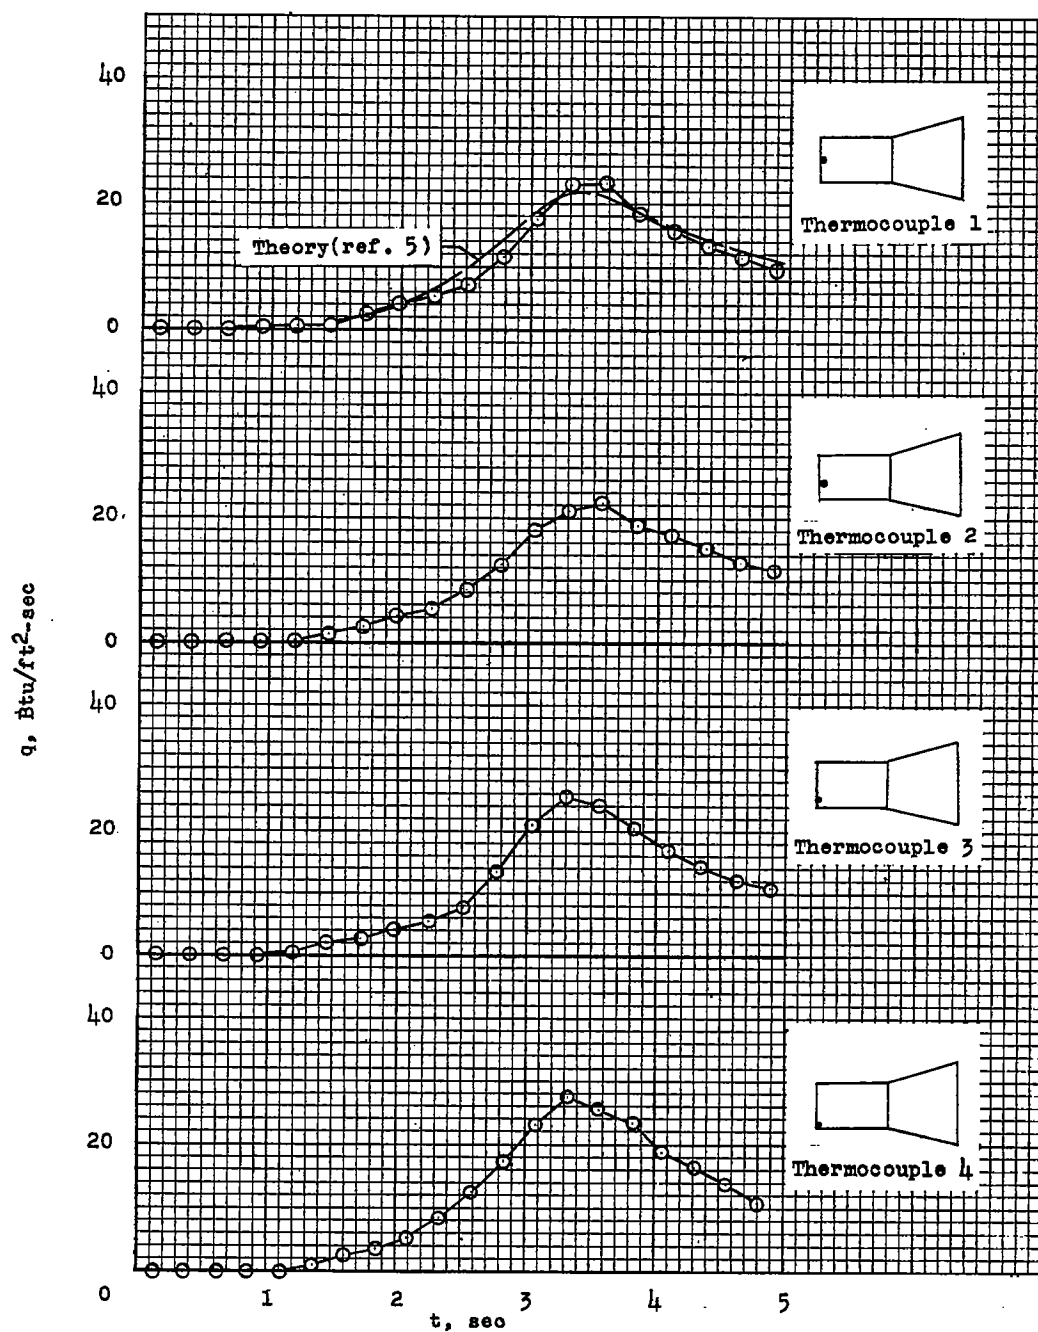 40
20
Theory(ref. 5)
0
Thermocouple 1
40
20
0
Thermocouple 2
q, Btu/ft2-sec
40
20
0
Thermocouple 3
40
20
Thermocouple 4
0 1 2 3 4 5
t, sec